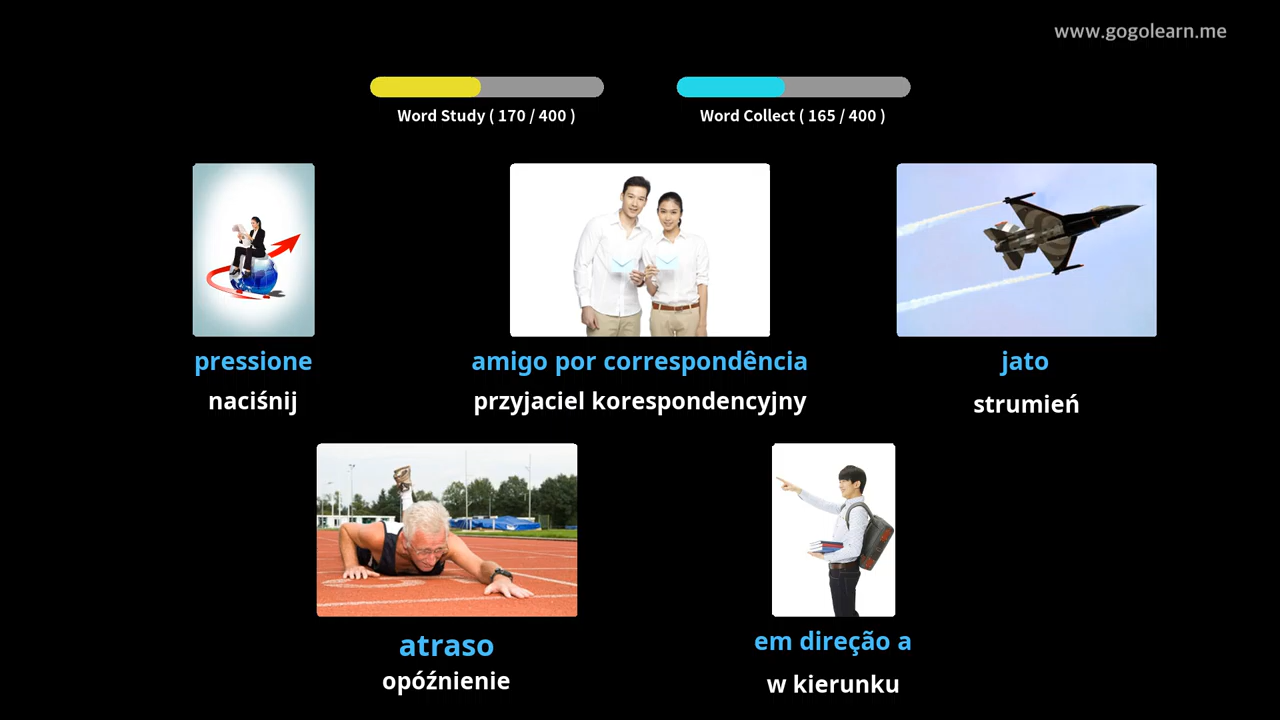 www.gogolearn.me
Word Study ( 170 / 400 )
Word Collect ( 165 / 400 )
pressione
naciśnij
amigo por correspondência
przyjaciel korespondencyjny
jato
strumień
atraso
opóźnienie
em direção a
w kierunku